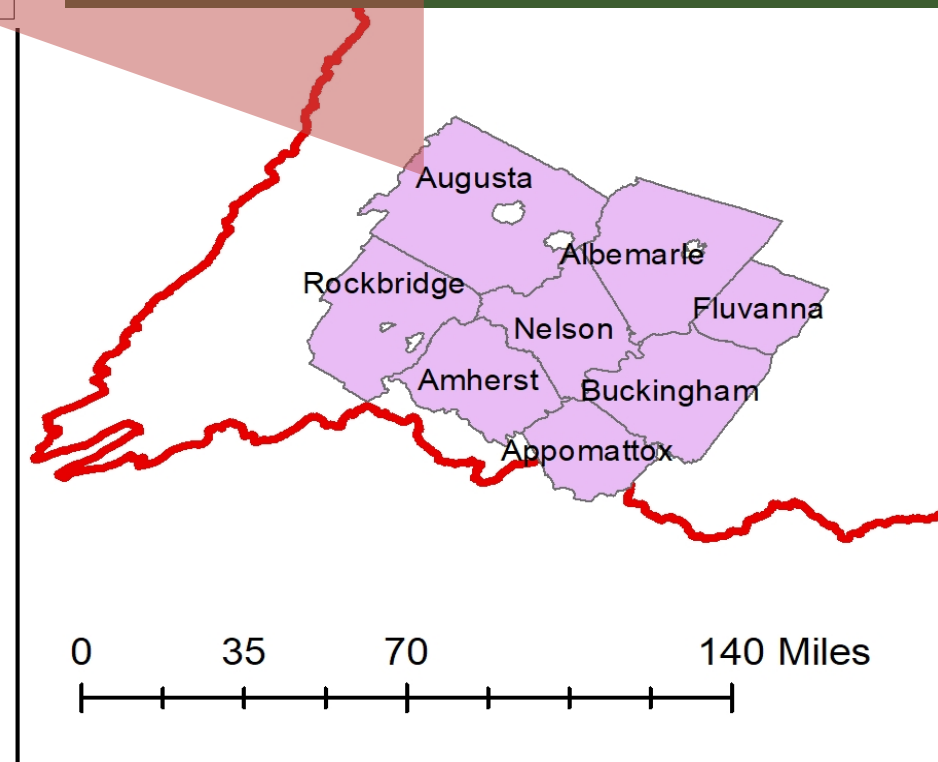 Augusta
Albemarle
Rockbridge
Fluvanna
Nelson
Amherst
Buckingham
Appomattox
0 35 70 140 Miles